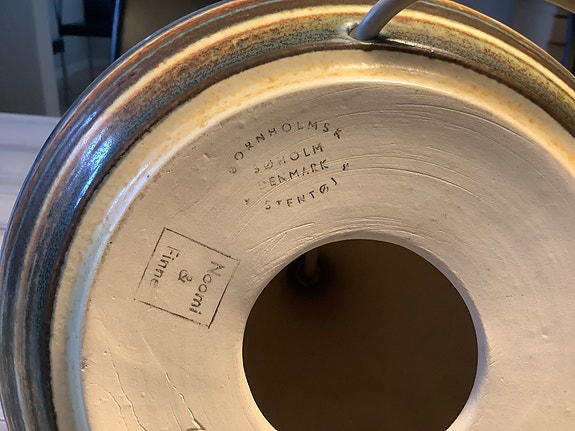 BORNHOLMSK
SØHOLM
DENMARK
STENTØJ
Noomi
&
Finne